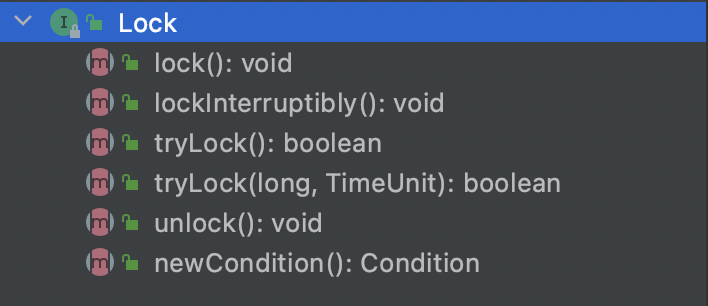 I Lock
m lock(): void
m lockInterruptibly(): void
m tryLock(): boolean
m tryLock(long, TimeUnit): boolean
m unlock(): void
m newCondition(): Condition